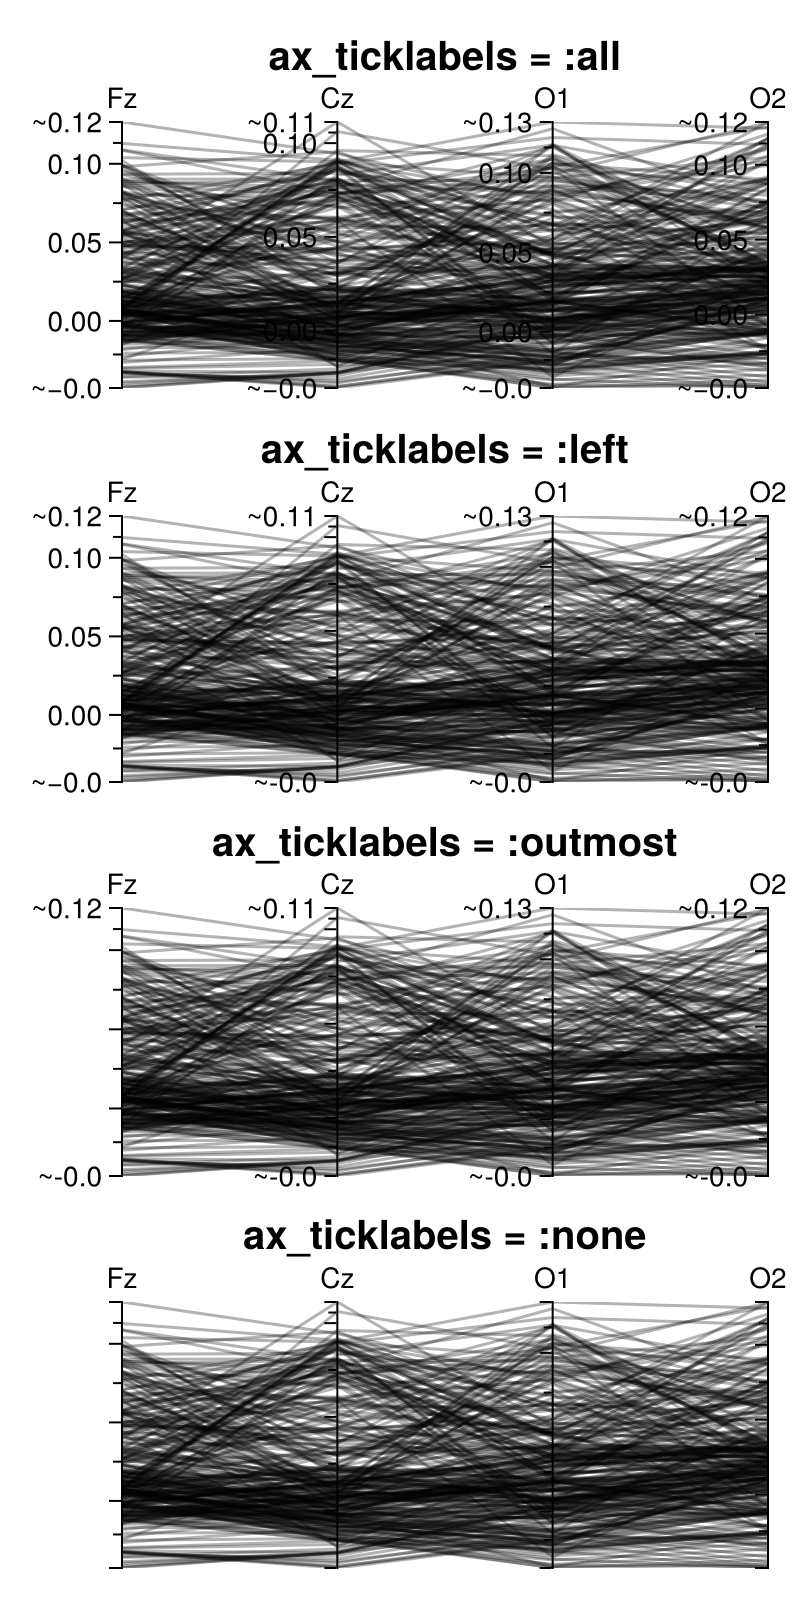 ax_ticklabels = :all
Fz Cz O1 O2
~0.12 ~0.11 ~0.13 ~0.12
0.10 0.10 0.10 0.10
0.05 0.05 0.05 0.05
0.00 0.00 0.00 0.00
~−0.0 ~−0.0 ~−0.0 ~−0.0
ax_ticklabels = :left
Fz Cz O1 O2
~0.12 ~0.11 ~0.13 ~0.12
0.10
0.05
0.00
~−0.0 ~-0.0 ~-0.0 ~-0.0
ax_ticklabels = :outmost
Fz Cz O1 O2
~0.12 ~0.11 ~0.13 ~0.12
~-0.0 ~-0.0 ~-0.0 ~-0.0
ax_ticklabels = :none
Fz Cz O1 O2